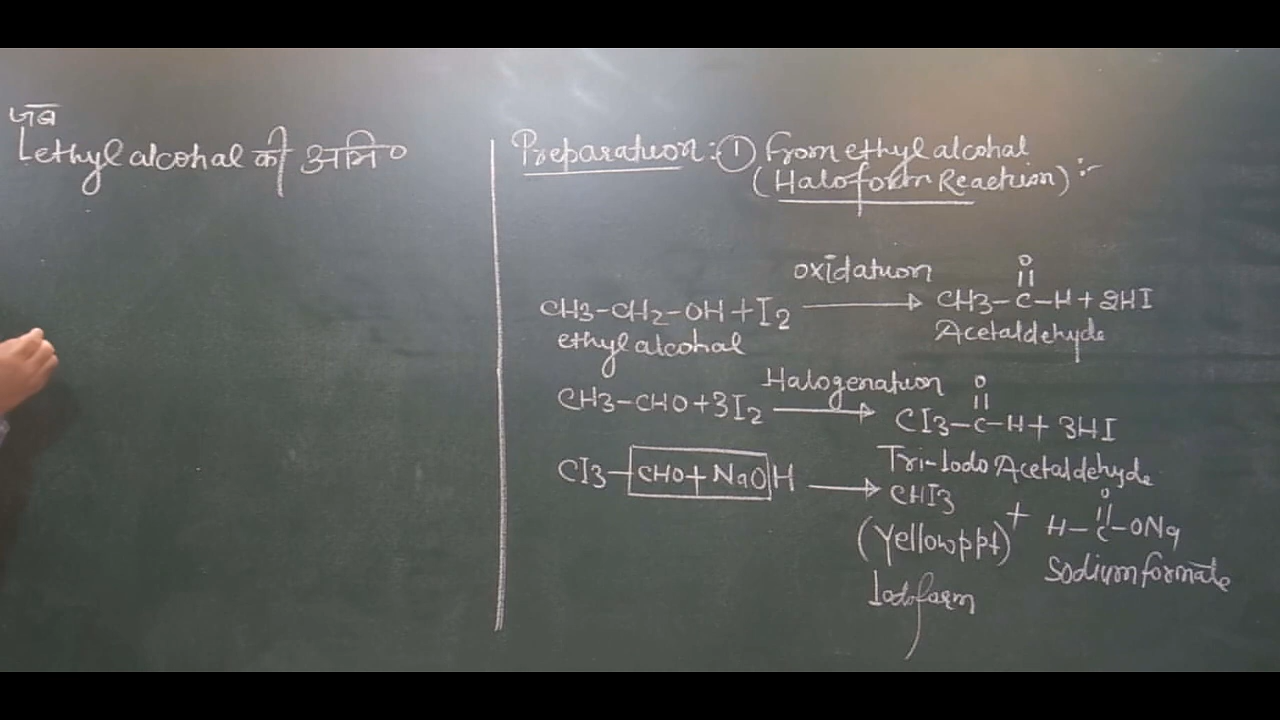 जब
ethyl alcohal की अभि०
Preparation:① From ethyl alcohal
(Haloform Reaction):-
oxidation
O
CH3-CH2-OH+I2 → CH3-C-H+2HI
ethyl alcohal
Acetaldehyde
Halogenation
O
CH3-CHO+3I2 → CI3-C-H+3HI
Tri-Iodo Acetaldehyde
CI3-CHO+NaOH → CHI3
O
+ H-C-ONa
(Yellow ppt)
Sodium formate
Iodoform